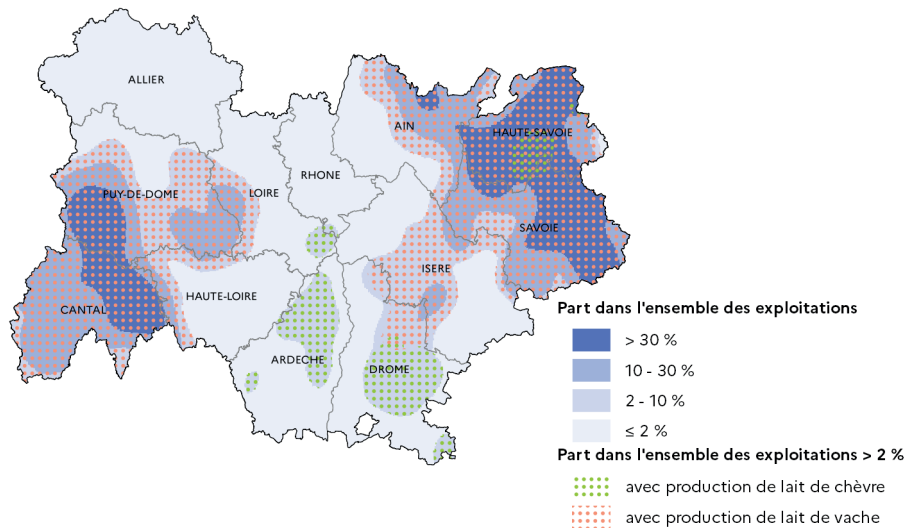 ALLIER
AIN
HAUTE-SAVOIE
RHONE
PUY-DE-DOME
LOIRE
SAVOIE
ISERE
HAUTE-LOIRE
CANTAL
ARDECHE
DROME
Part dans l'ensemble des exploitations
> 30 %
10 - 30 %
2 - 10 %
≤ 2 %
Part dans l'ensemble des exploitations > 2 %
avec production de lait de chèvre
avec production de lait de vache